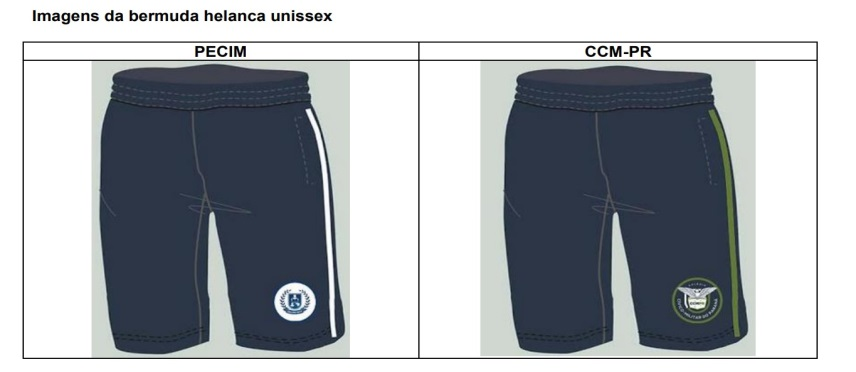 Imagens da bermuda helanca unissex
PECIM
CCM-PR